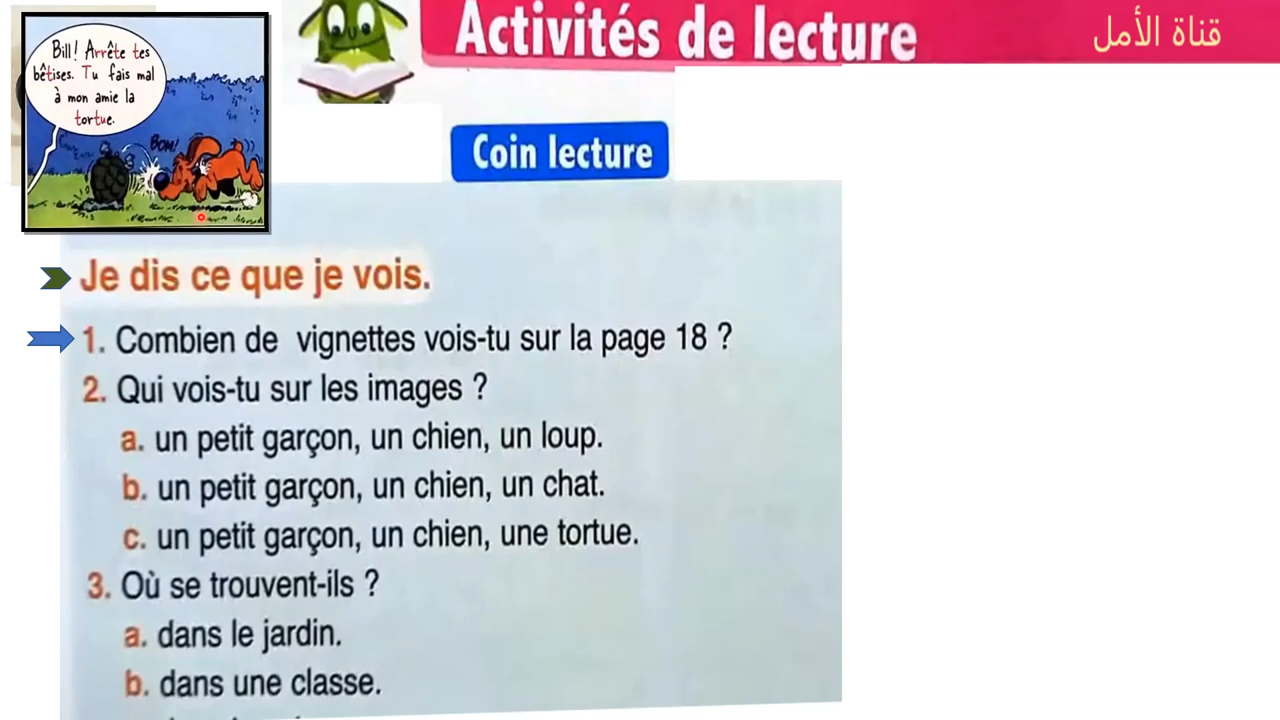 Bill! Arrête tes
bêtises. Tu fais mal
à mon amie la
tortue.
BOM!
Activités de lecture
قناة الأمل
Coin lecture
Je dis ce que je vois.
1. Combien de vignettes vois-tu sur la page 18 ?
2. Qui vois-tu sur les images ?
a. un petit garçon, un chien, un loup.
b. un petit garçon, un chien, un chat.
c. un petit garçon, un chien, une tortue.
3. Où se trouvent-ils ?
a. dans le jardin.
b. dans une classe.